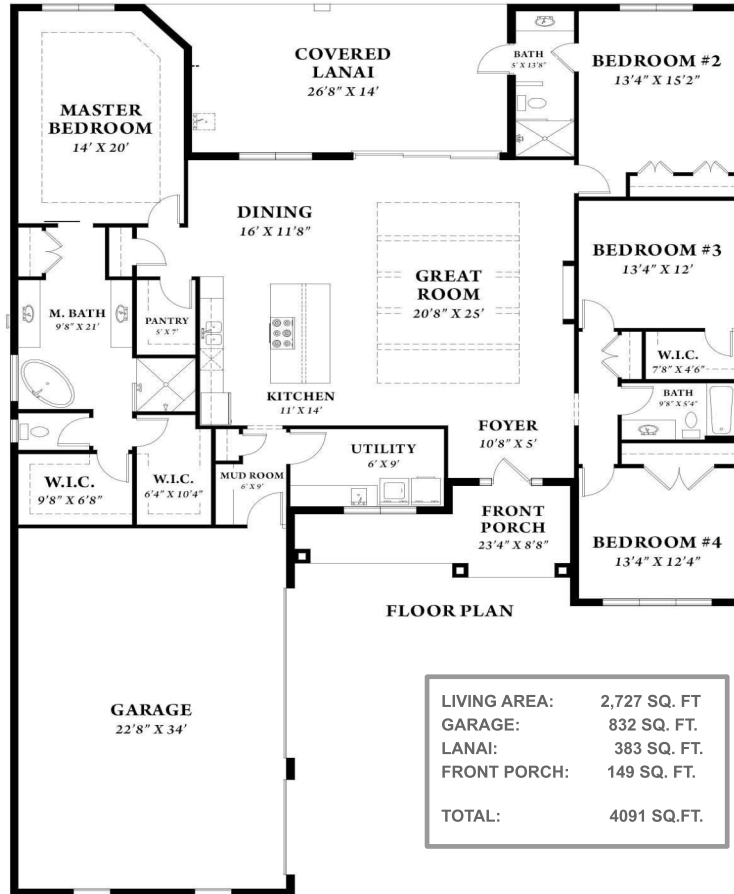 COVERED
LANAI
26'8" X 14'
BATH
5' X 13'8"
BEDROOM #2
13'4" X 15'2"
MASTER
BEDROOM
14' X 20'
DINING
16' X 11'8"
BEDROOM #3
13'4" X 12'
GREAT
ROOM
20'8" X 25'
M. BATH
9'8" X 21'
PANTRY
5' X 7'
W.I.C.
7'8" X 4'6"
KITCHEN
11' X 14'
BATH
9'8" X 5'4"
FOYER
10'8" X 5'
UTILITY
6' X 9'
W.I.C.
9'8" X 6'8"
W.I.C.
6'4" X 10'4"
MUD ROOM
6' X 9'
FRONT
PORCH
23'4" X 8'8"
BEDROOM #4
13'4" X 12'4"
FLOOR PLAN
GARAGE
22'8" X 34'
LIVING AREA: 2,727 SQ. FT
GARAGE: 832 SQ. FT.
LANAI: 383 SQ. FT.
FRONT PORCH: 149 SQ. FT.
TOTAL: 4091 SQ.FT.